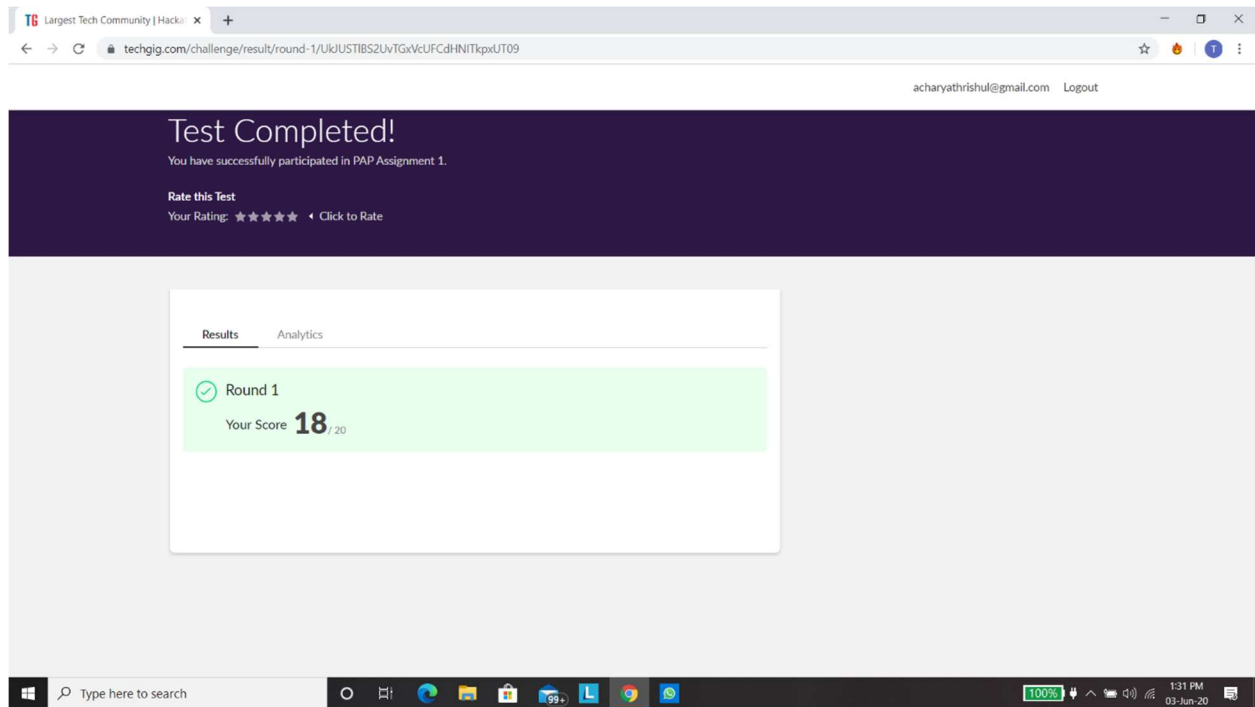 TG Largest Tech Community | Hacka
techgig.com/challenge/result/round-1/UkJUSTlBS2UvTGxVcUFCdHNITkpxUT09
acharyathrishul@gmail.com Logout
Test Completed!
You have successfully participated in PAP Assignment 1.
Rate this Test
Your Rating: Click to Rate
Results Analytics
Round 1
Your Score 18 / 20
Type here to search
99+
L
T
100%
1:31 PM
03-Jun-20